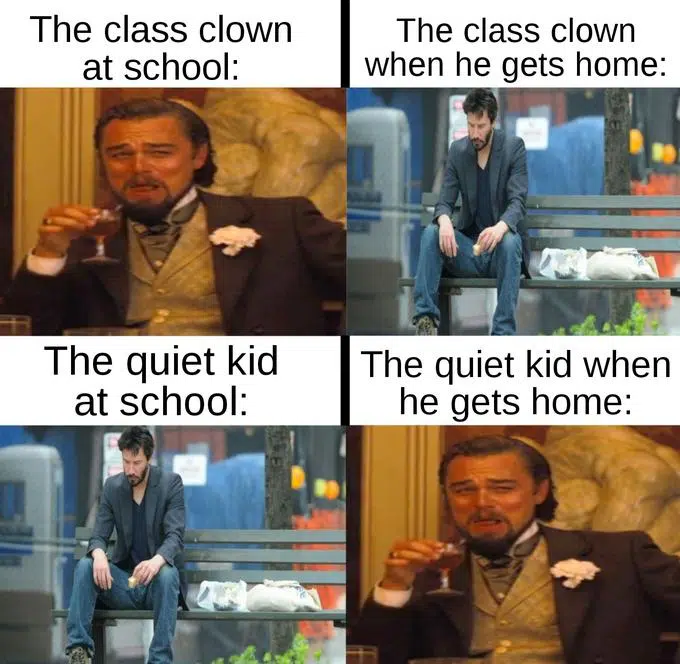 The class clown
at school:
The class clown
when he gets home:
The quiet kid
at school:
The quiet kid when
he gets home: